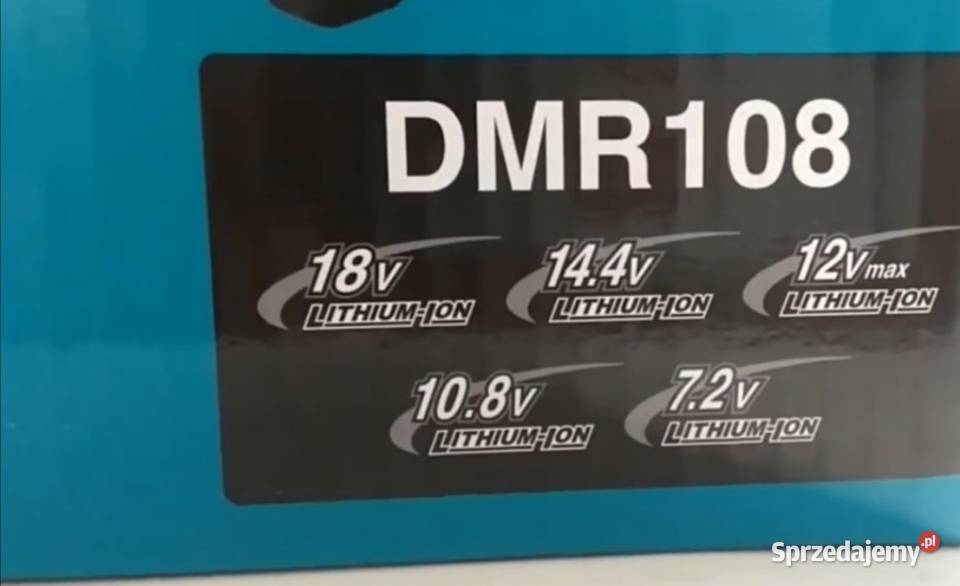 DMR108
18V 14.4V 12Vmax
LITHIUM-ION LITHIUM-ION LITHIUM-ION
10.8V 7.2V
LITHIUM-ION LITHIUM-ION
Sprzedajemy.pl